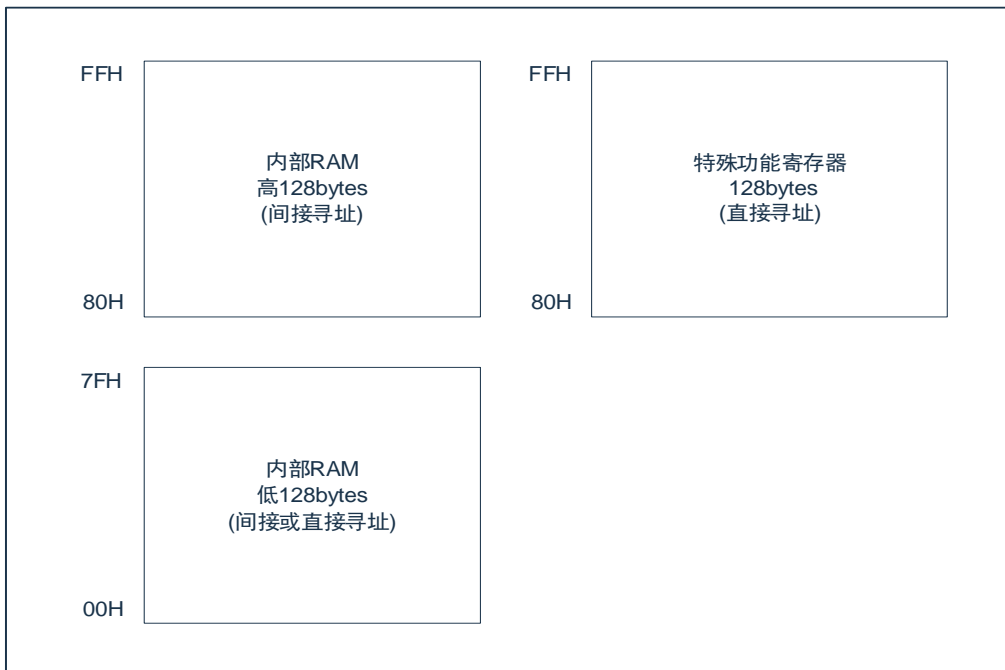 FFH
内部RAM
高128bytes
(间接寻址)
80H
FFH
特殊功能寄存器
128bytes
(直接寻址)
80H
7FH
内部RAM
低128bytes
(间接或直接寻址)
00H